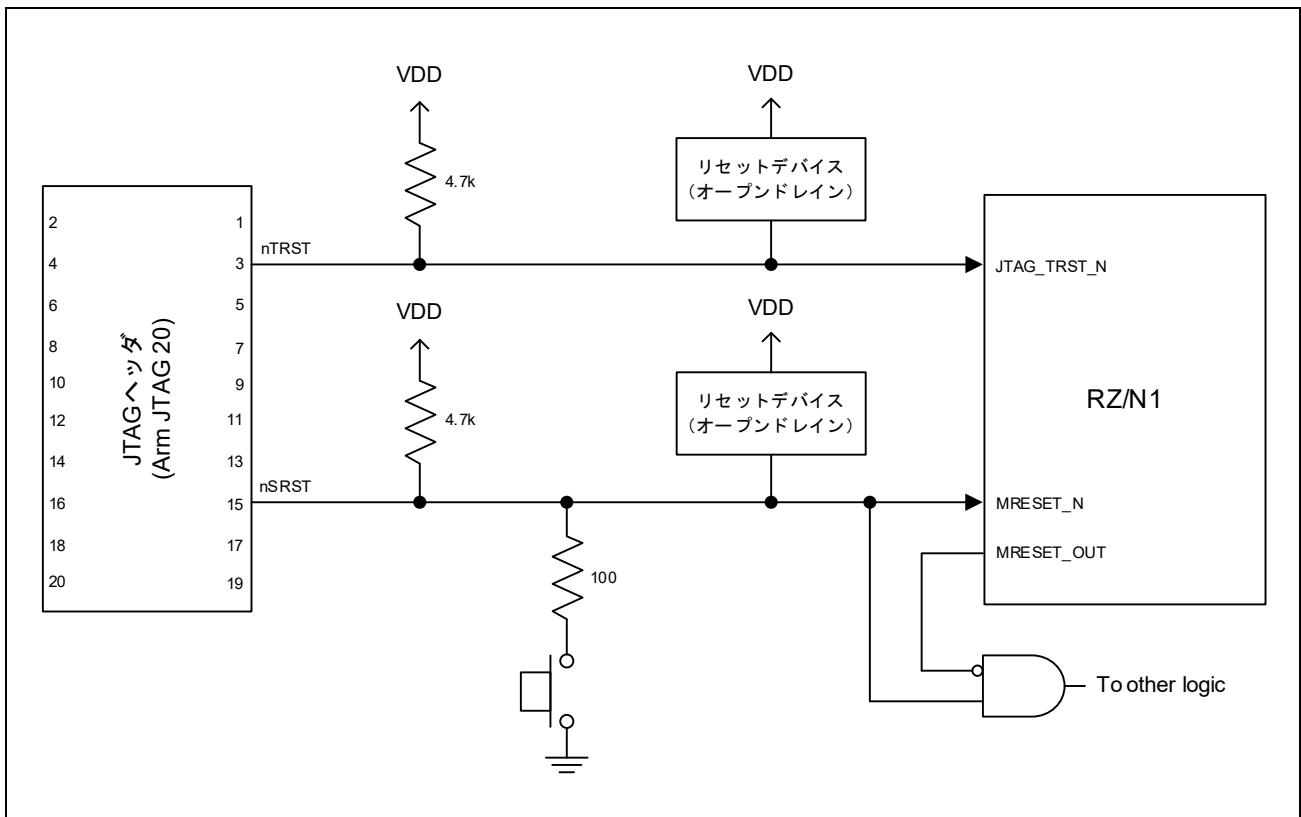 VDD
VDD
4.7k
リセットデバイス
(オープンドレイン)
JTAGヘッダ
(Arm JTAG 20)
2
1
4
3
6
5
8
7
10
9
12
11
14
13
16
15
18
17
20
19
nTRST
JTAG_TRST_N
VDD
VDD
4.7k
リセットデバイス
(オープンドレイン)
RZ/N1
nSRST
MRESET_N
MRESET_OUT
100
To other logic